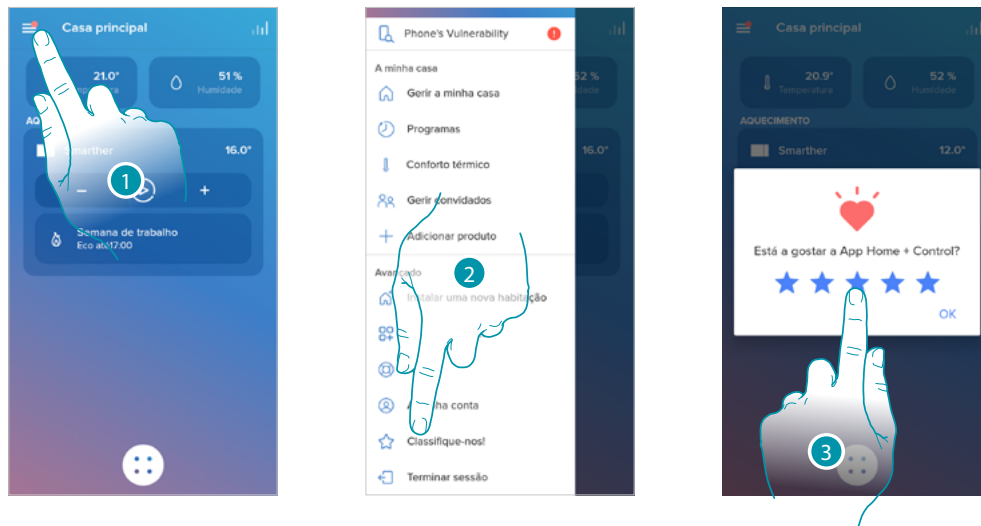 Casa principal
21.0°
51 %
Humidade
Smarther
16.0°
1
+
Semana de trabalho
Eco até 17:00
Phone's Vulnerability
A minha casa
Gerir a minha casa
Programas
Conforto térmico
Gerir convidados
Adicionar produto
Avançado
2
Instalar uma nova habitação
conta
Classifique-nos!
Terminar sessão
52 %
16.0°
Casa principal
20.9°
Temperatura
52 %
Humidade
AQUECIMENTO
Smarther
12.0°
Está a gostar a App Home + Control?
OK
3